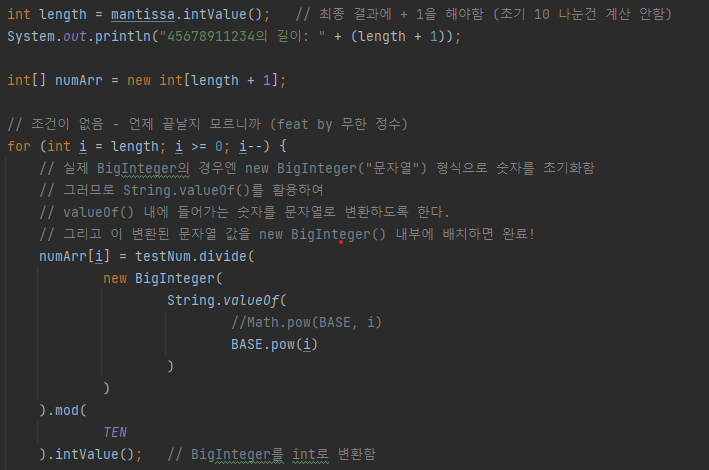 int length = mantissa.intValue();   // 최종 결과에 + 1을 해야함 (초기 10 나눈건 계산 안함)
System.out.println("45678911234의 길이: " + (length + 1));

int[] numArr = new int[length + 1];

// 조건이 없음 - 언제 끝날지 모르니까 (feat by 무한 정수)
for (int i = length; i >= 0; i--) {
    // 실제 BigInteger의 경우엔 new BigInteger("문자열") 형식으로 숫자를 초기화함
    // 그러므로 String.valueOf()를 활용하여
    // valueOf() 내에 들어가는 숫자를 문자열로 변환하도록 한다.
    // 그리고 이 변환된 문자열 값을 new BigInteger() 내부에 배치하면 완료!
    numArr[i] = testNum.divide(
            new BigInteger(
                    String.valueOf(
                            //Math.pow(BASE, i)
                            BASE.pow(i)
                    )
            )
    ).mod(
            TEN
    ).intValue();   // BigInteger를 int로 변환함